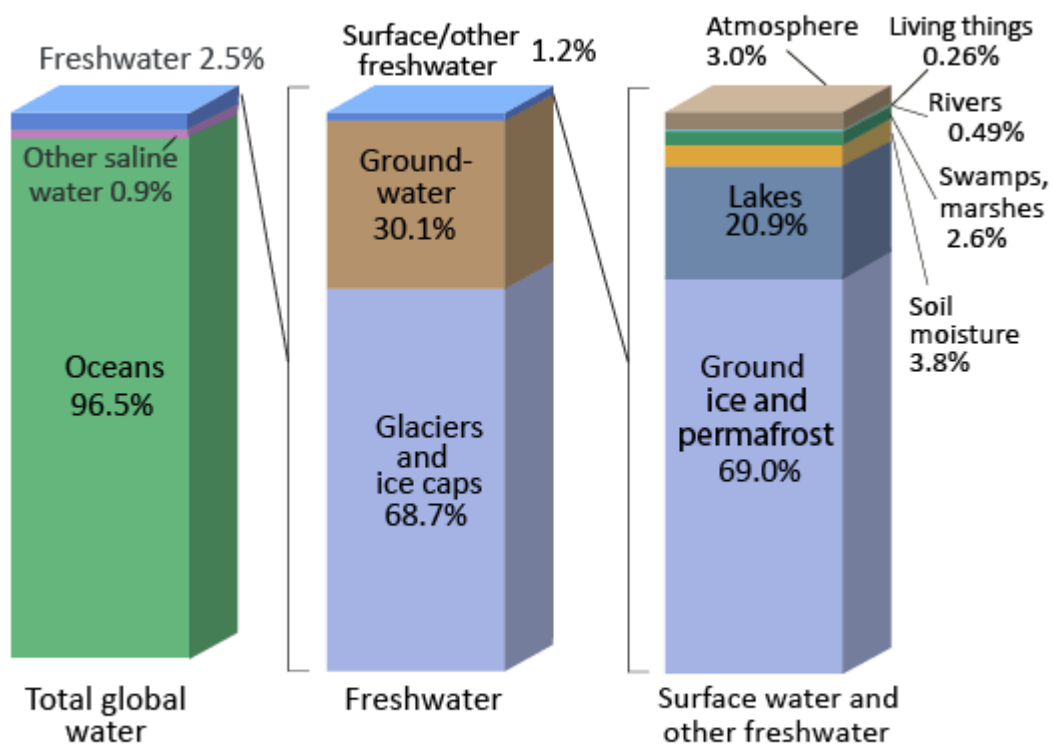 Freshwater 2.5%
Other saline
water 0.9%
Oceans
96.5%
Total global
water
Surface/other
freshwater
1.2%
Ground-
water
30.1%
Glaciers
and
ice caps
68.7%
Freshwater
Atmosphere
3.0%
Living things
0.26%
Rivers
0.49%
Swamps,
marshes
2.6%
Soil
moisture
3.8%
Lakes
20.9%
Ground
ice and
permafrost
69.0%
Surface water and
other freshwater